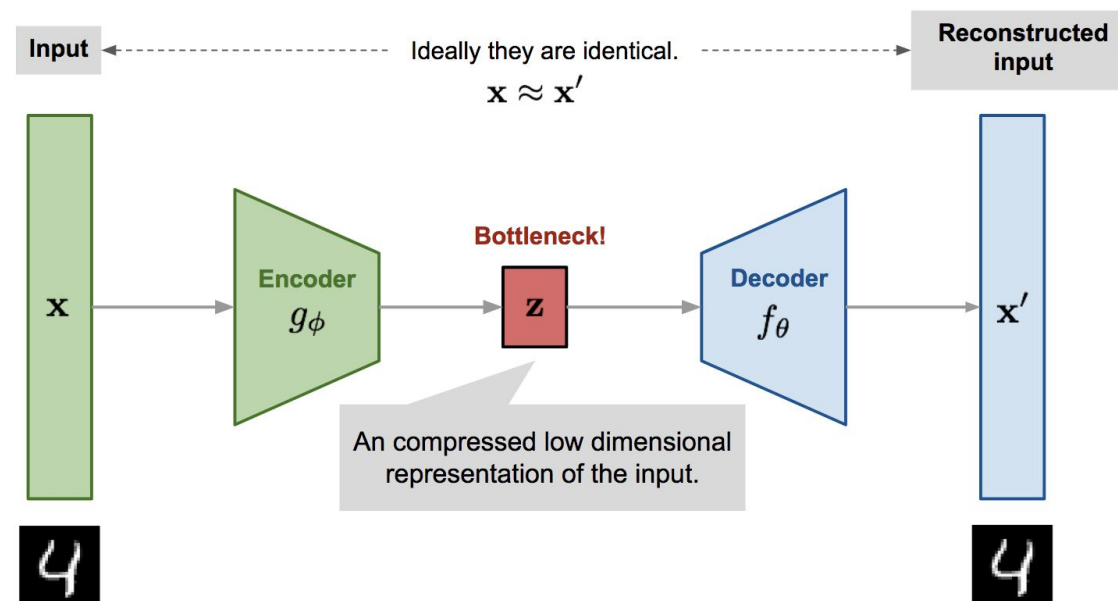 Input
Ideally they are identical.
x ≈ x′
Reconstructed
input
x
Encoder
gϕ
Bottleneck!
z
Decoder
fθ
x′
An compressed low dimensional
representation of the input.
4
4